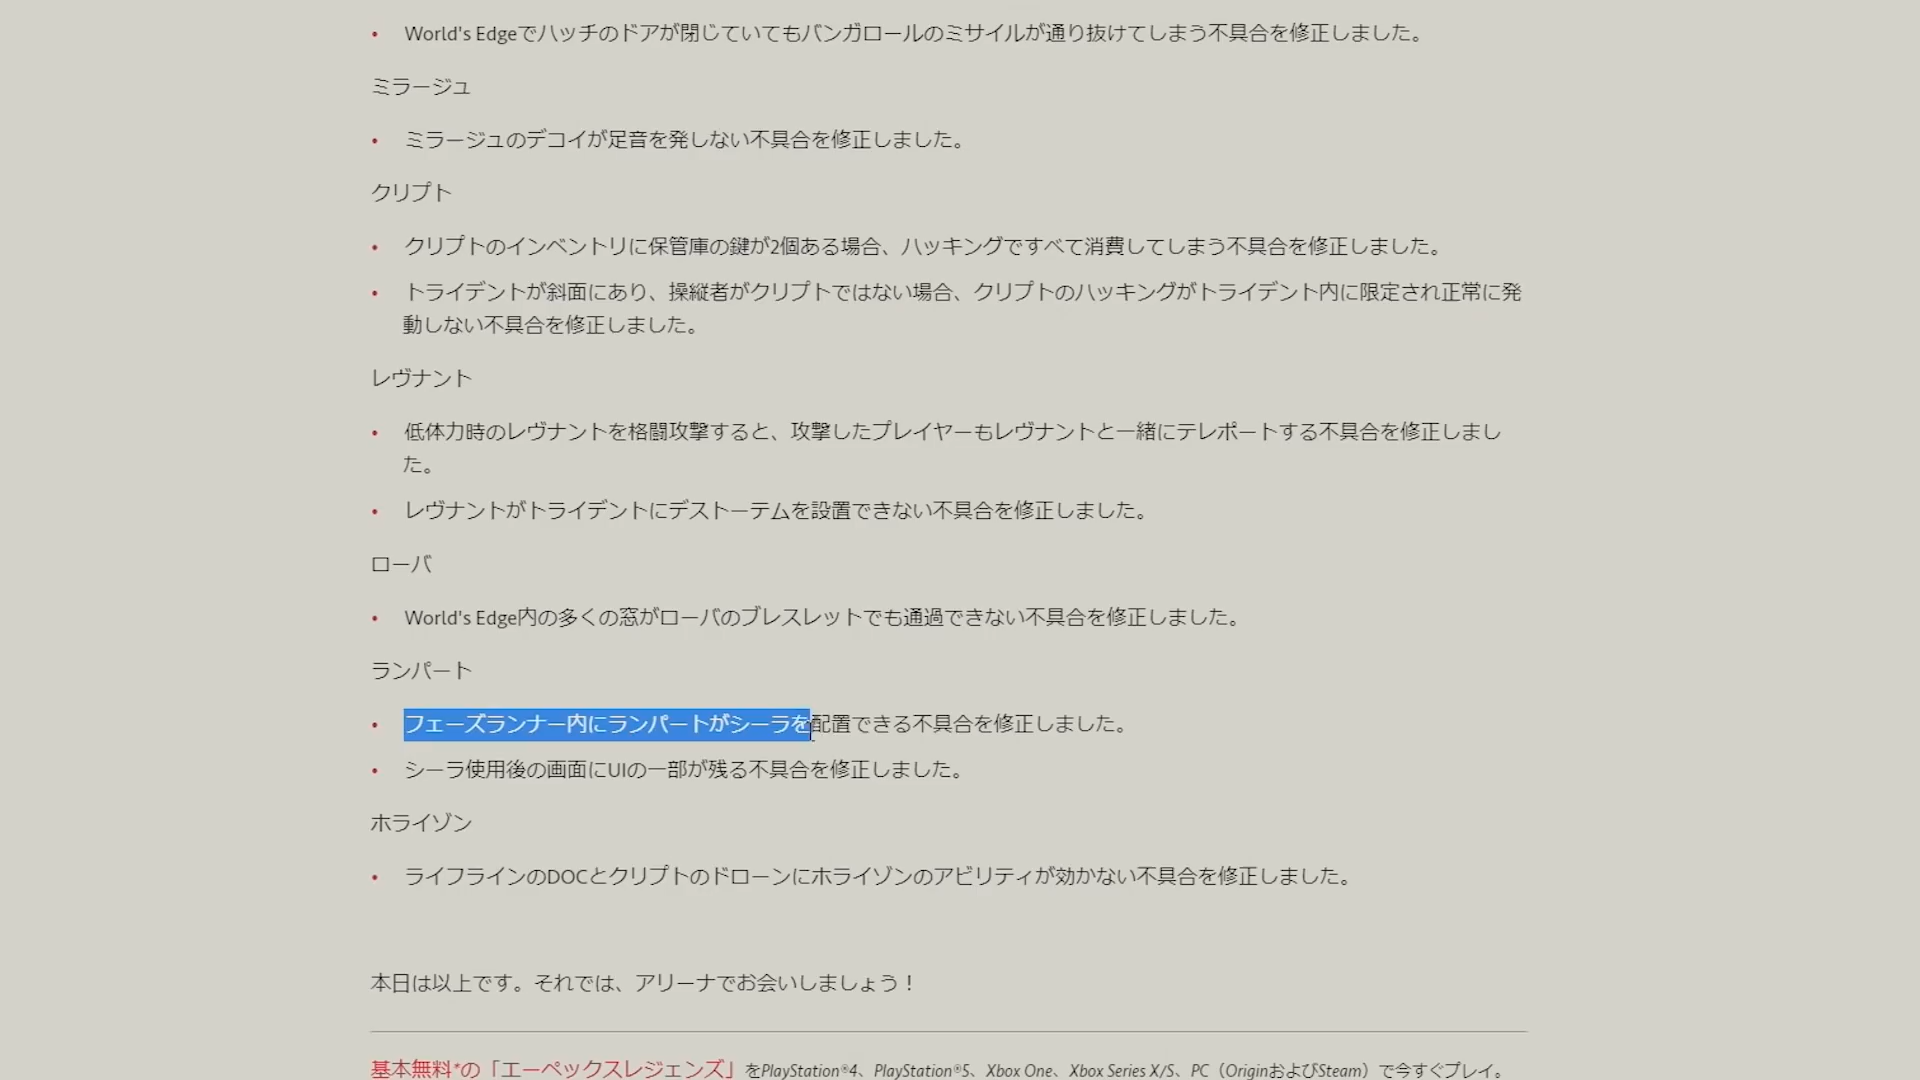 • World's Edgeでハッチのドアが閉じていてもバンガロールのミサイルが通り抜けてしまう不具合を修正しました。
ミラージュ
• ミラージュのデコイが足音を発しない不具合を修正しました。
クリプト
• クリプトのインベントリに保管庫の鍵が2個ある場合、ハッキングですべて消費してしまう不具合を修正しました。
• トライデントが斜面にあり、操縦者がクリプトではない場合、クリプトのハッキングがトライデント内に限定され正常に発
動しない不具合を修正しました。
レヴナント
• 低体力時のレヴナントを格闘攻撃すると、攻撃したプレイヤーもレヴナントと一緒にテレポートする不具合を修正しまし
た。
• レヴナントがトライデントにデストーテムを設置できない不具合を修正しました。
ローバ
• World's Edge内の多くの窓がローバのブレスレットでも通過できない不具合を修正しました。
ランパート
• フェーズランナー内にランパートがシーラを配置できる不具合を修正しました。
• シーラ使用後の画面にUIの一部が残る不具合を修正しました。
ホライゾン
• ライフラインのDOCとクリプトのドローンにホライゾンのアビリティが効かない不具合を修正しました。
本日は以上です。それでは、アリーナでお会いしましょう！
基本無料*の「エーペックスレジェンズ」をPlayStation®4、PlayStation®5、Xbox One、Xbox Series X/S、PC（OriginおよびSteam）で今すぐプレイ。